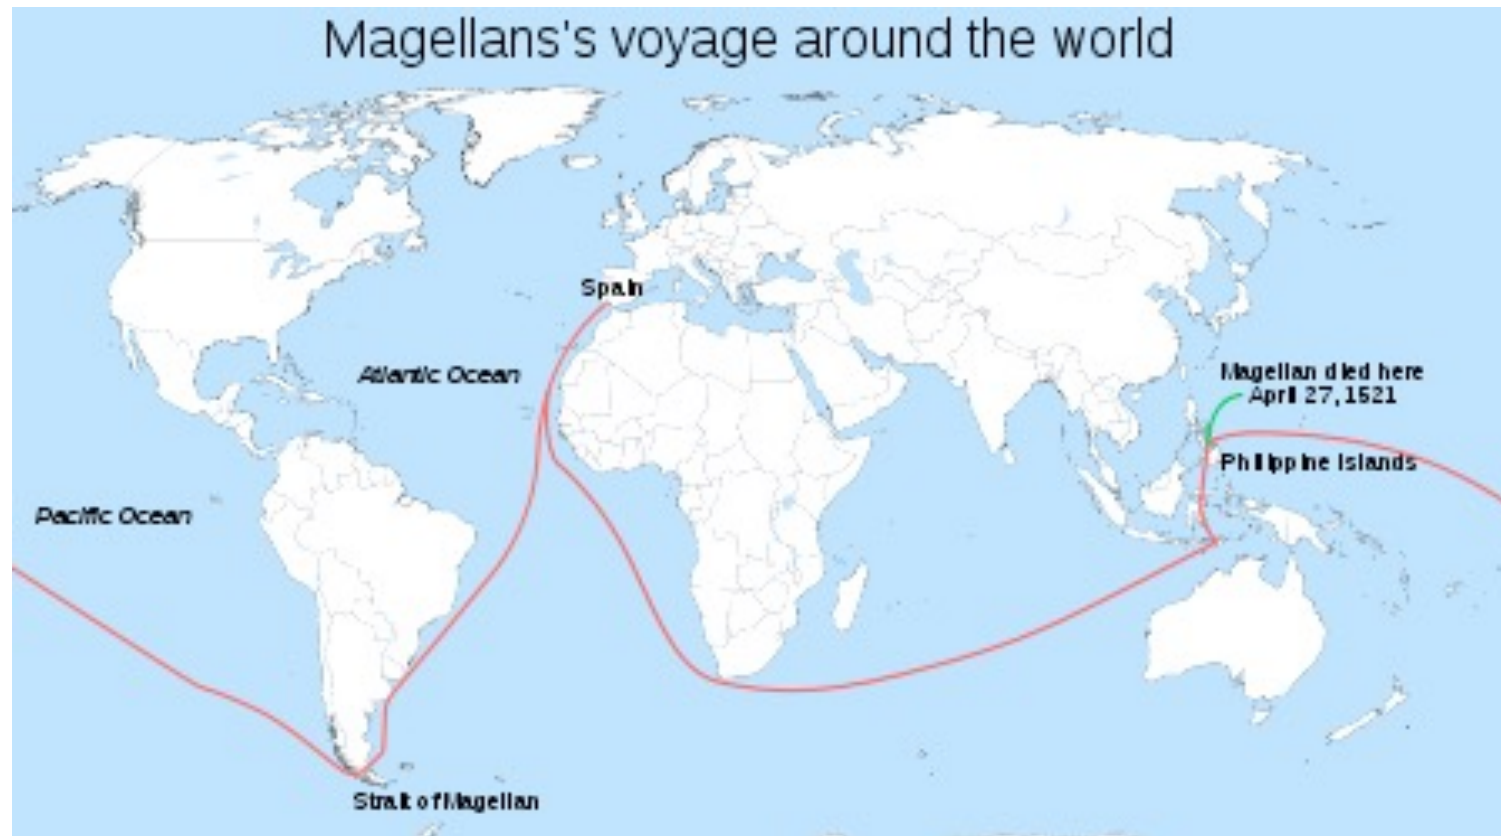 Magellans's voyage around the world
Spain
Atlantic Ocean
Magellan died here
April 27, 1521
Philippine Islands
Pacific Ocean
Strait of Magellan